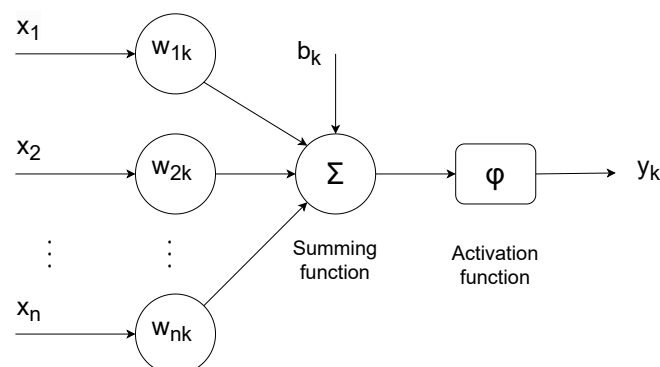 x₁
w₁ₖ
bₖ
x₂
w₂ₖ
Σ
φ
yₖ
Summing
function
Activation
function
xₙ
wₙₖ